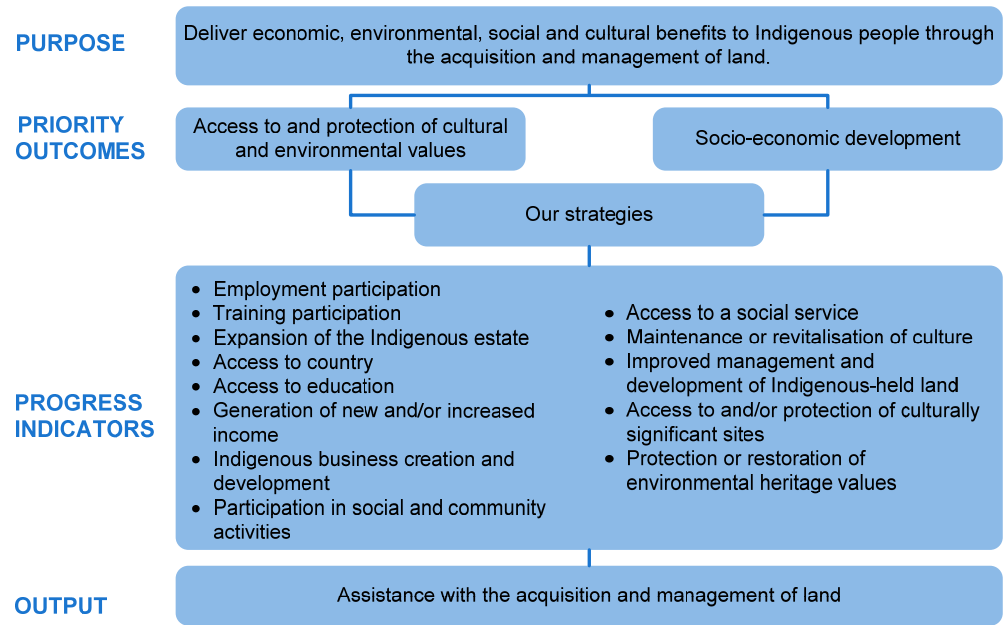 PURPOSE
Deliver economic, environmental, social and cultural benefits to Indigenous people through
the acquisition and management of land.
PRIORITY
OUTCOMES
Access to and protection of cultural
and environmental values
Socio-economic development
Our strategies
PROGRESS
INDICATORS
• Employment participation
• Training participation
• Expansion of the Indigenous estate
• Access to country
• Access to education
• Generation of new and/or increased
income
• Indigenous business creation and
development
• Participation in social and community
activities
• Access to a social service
• Maintenance or revitalisation of culture
• Improved management and
development of Indigenous-held land
• Access to and/or protection of culturally
significant sites
• Protection or restoration of
environmental heritage values
OUTPUT
Assistance with the acquisition and management of land